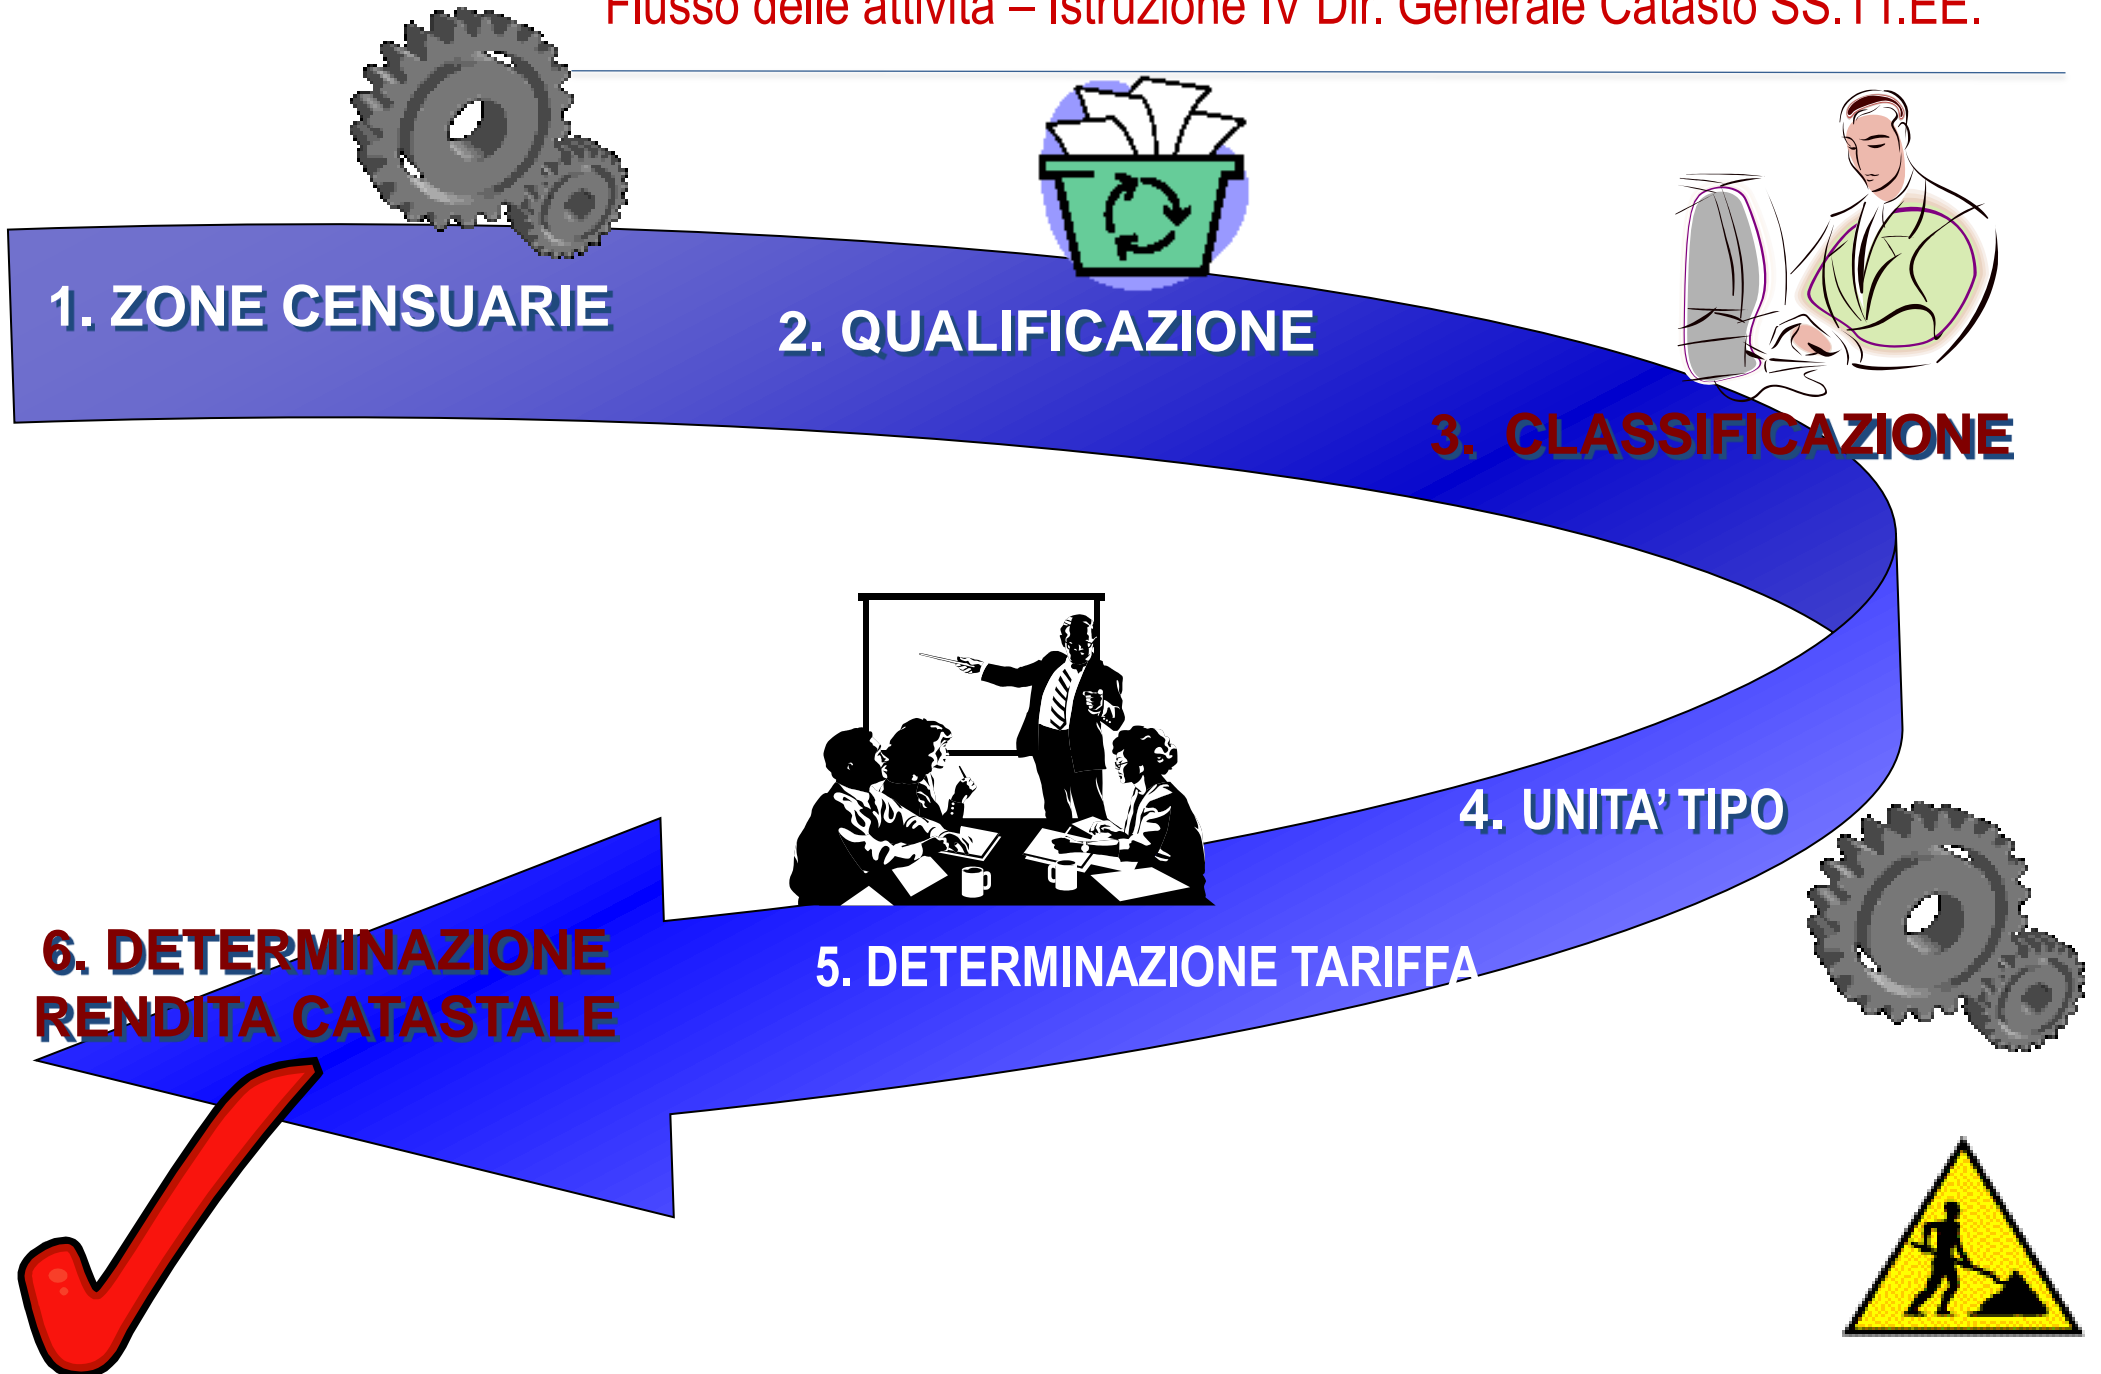 Flusso delle attività – Istruzione IV Dir. Generale Catasto SS.TT.EE.
1. ZONE CENSUARIE
2. QUALIFICAZIONE
3. CLASSIFICAZIONE
4. UNITA’ TIPO
5. DETERMINAZIONE TARIFFA
6. DETERMINAZIONE
RENDITA CATASTALE